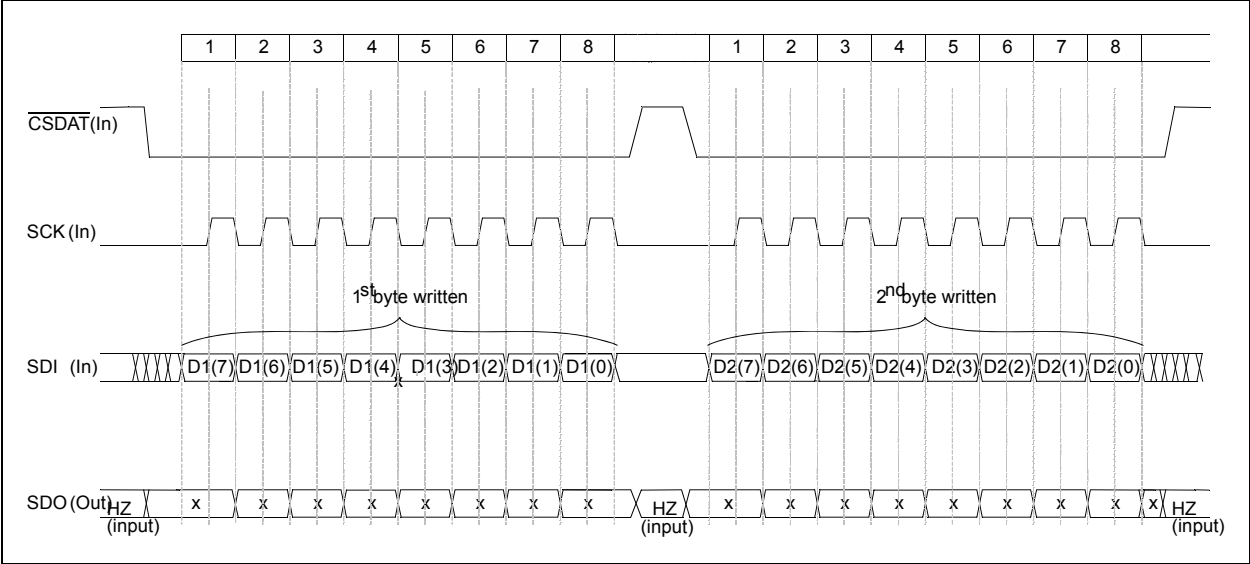 1 2 3 4 5 6 7 8 1 2 3 4 5 6 7 8
CSDAT(In)
SCK (In)
1st byte written 2nd byte written
SDI (In) D1(7) D1(6) D1(5) D1(4) D1(3) D1(2) D1(1) D1(0) D2(7) D2(6) D2(5) D2(4) D2(3) D2(2) D2(1) D2(0)
x
SDO (Out) HZ x x x x x x x x HZ x x x x x x x x x HZ
(input) (input) (input)